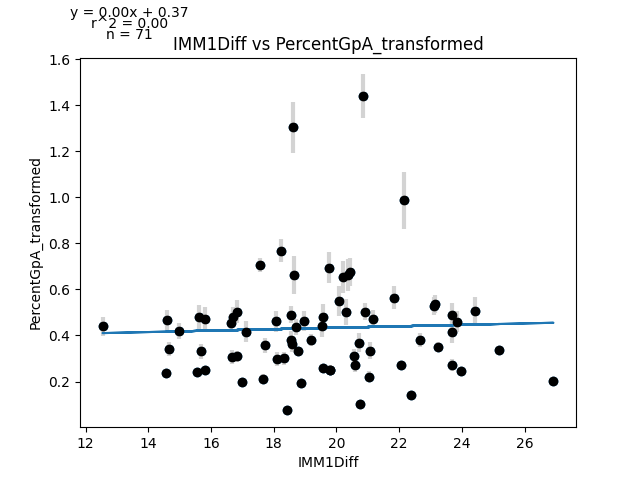 y = 0.00x + 0.37
r^2 = 0.00
n = 71
IMM1Diff vs PercentGpA_transformed
1.6
1.4
1.2
1.0
0.8
0.6
0.4
0.2
PercentGpA_transformed
12 14 16 18 20 22 24 26
IMM1Diff